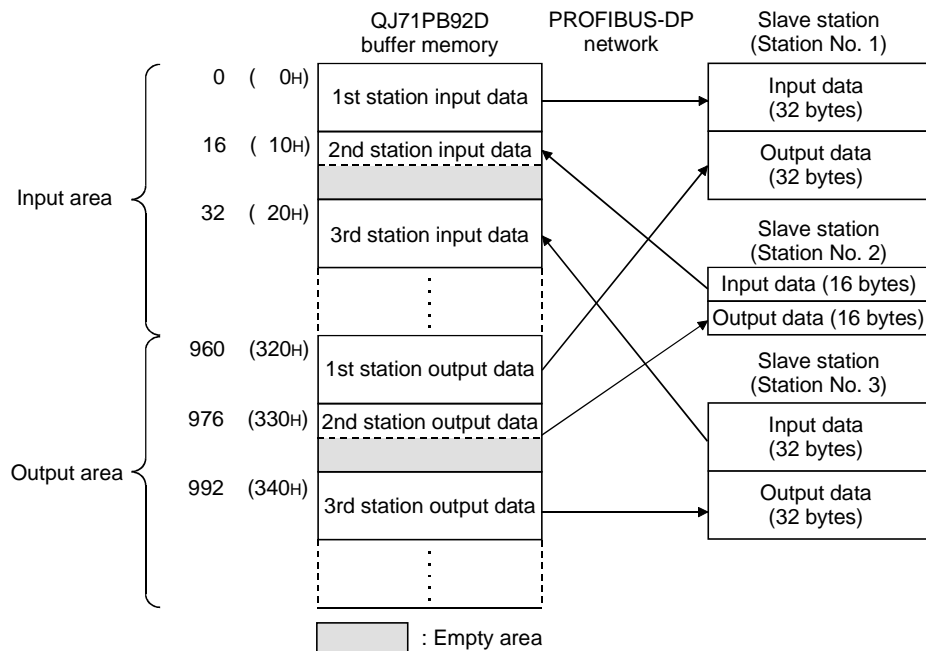 QJ71PB92D
buffer memory
PROFIBUS-DP
network
Slave station
(Station No. 1)
0 ( 0H)
1st station input data
Input data
(32 bytes)
16 ( 10H)
2nd station input data
Output data
(32 bytes)
Input area
32 ( 20H)
3rd station input data
Slave station
(Station No. 2)
Input data (16 bytes)
Output data (16 bytes)
960 (320H)
1st station output data
Slave station
(Station No. 3)
976 (330H)
2nd station output data
Input data
(32 bytes)
Output area
992 (340H)
3rd station output data
Output data
(32 bytes)
: Empty area